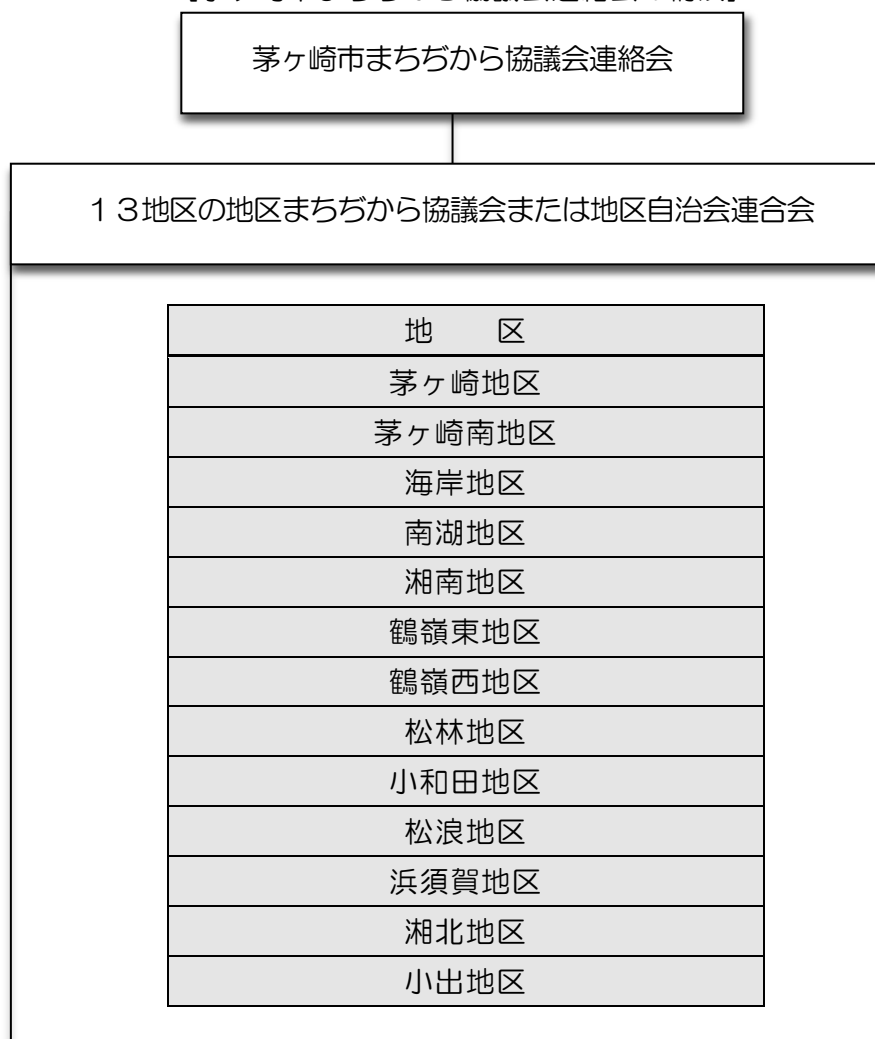 茅ヶ崎市まちぢから協議会連絡会
１３地区の地区まちぢから協議会または地区自治会連合会
地　　区
茅ヶ崎地区
茅ヶ崎南地区
海岸地区
南湖地区
湘南地区
鶴嶺東地区
鶴嶺西地区
松林地区
小和田地区
松浪地区
浜須賀地区
湘北地区
小出地区